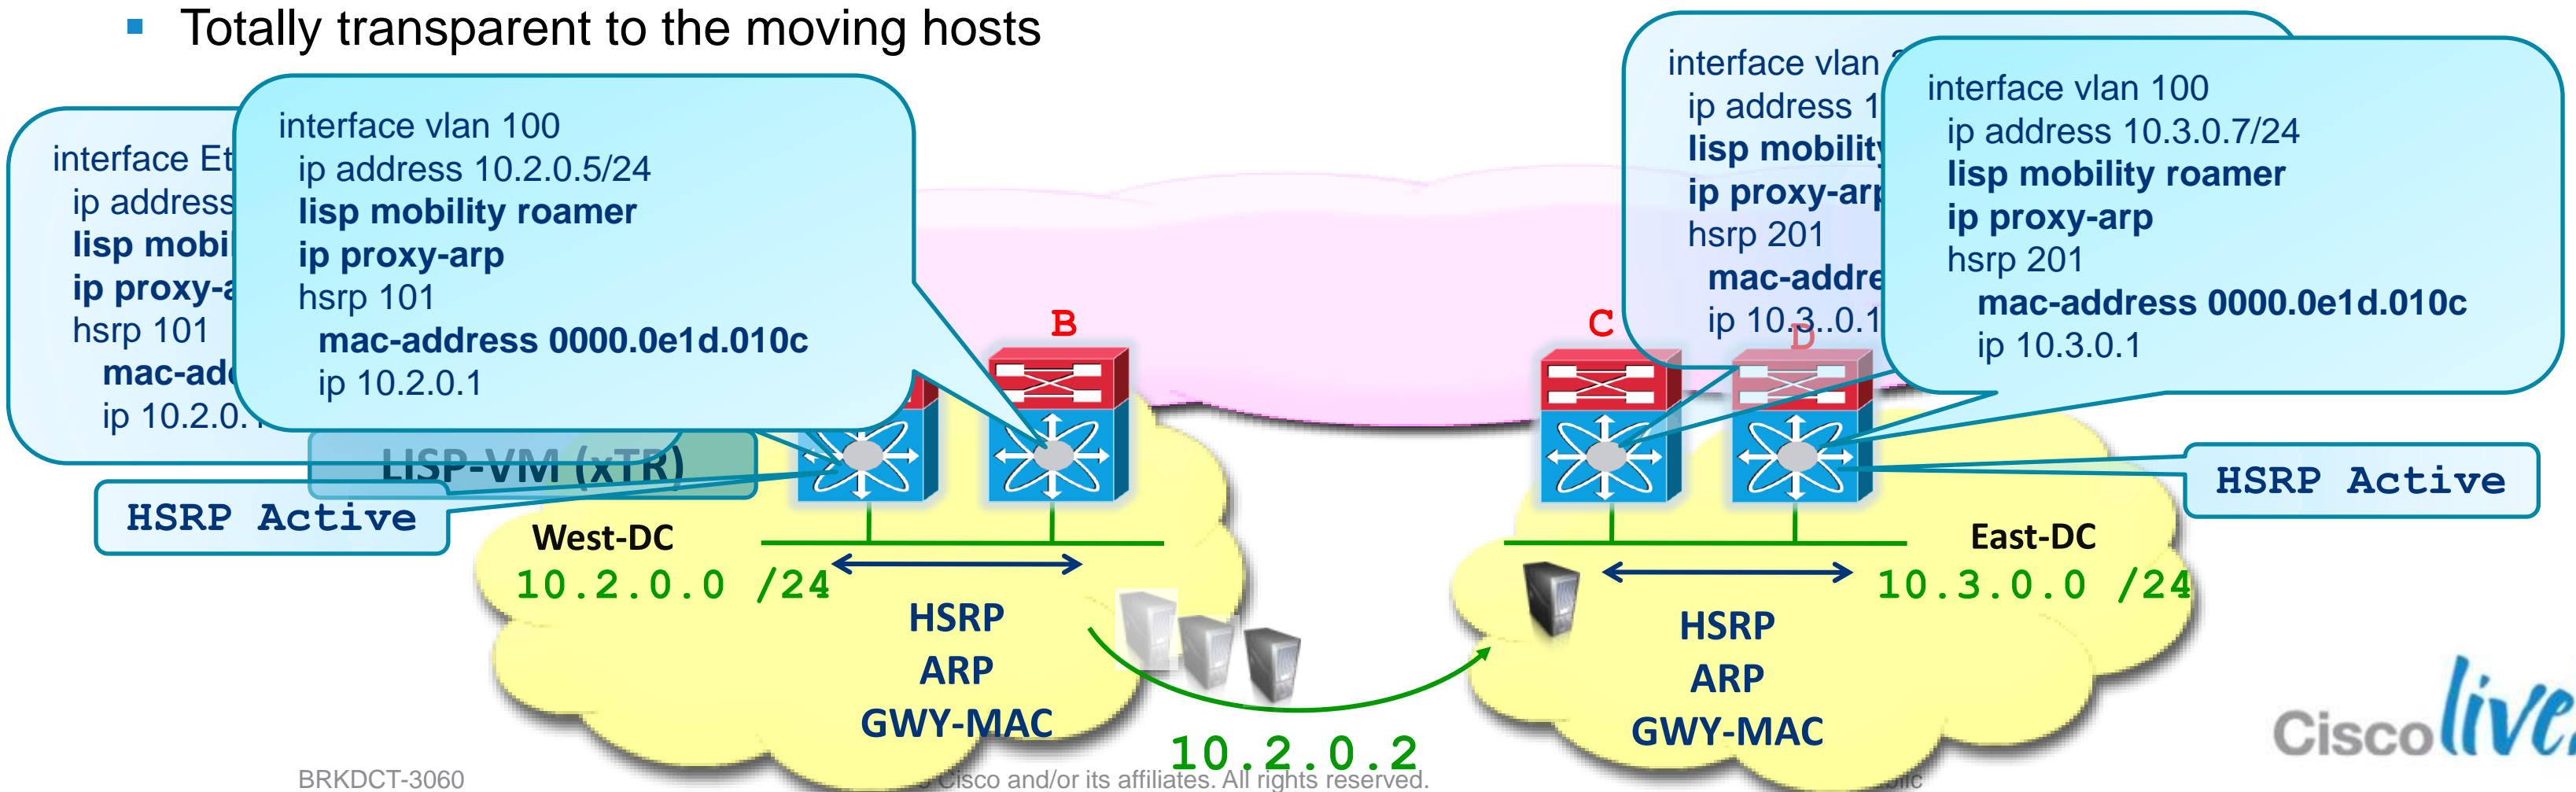 Totally transparent to the moving hosts
interface Et
ip address
lisp mobi
ip proxy-a
hsrp 101
mac-add
ip 10.2.0.1
interface vlan 100
ip address 10.2.0.5/24
lisp mobility roamer
ip proxy-arp
hsrp 101
mac-address 0000.0e1d.010c
ip 10.2.0.1
interface vlan
ip address 1
lisp mobility
ip proxy-arp
hsrp 201
mac-addre
ip 10.3..0.1
interface vlan 100
ip address 10.3.0.7/24
lisp mobility roamer
ip proxy-arp
hsrp 201
mac-address 0000.0e1d.010c
ip 10.3.0.1
B
C
D
LISP-VM (xTR)
HSRP Active
HSRP Active
West-DC
10.2.0.0 /24
East-DC
10.3.0.0 /24
HSRP
ARP
GWY-MAC
HSRP
ARP
GWY-MAC
10.2.0.2
Cisco live!
BRKDCT-3060
Cisco and/or its affiliates. All rights reserved.